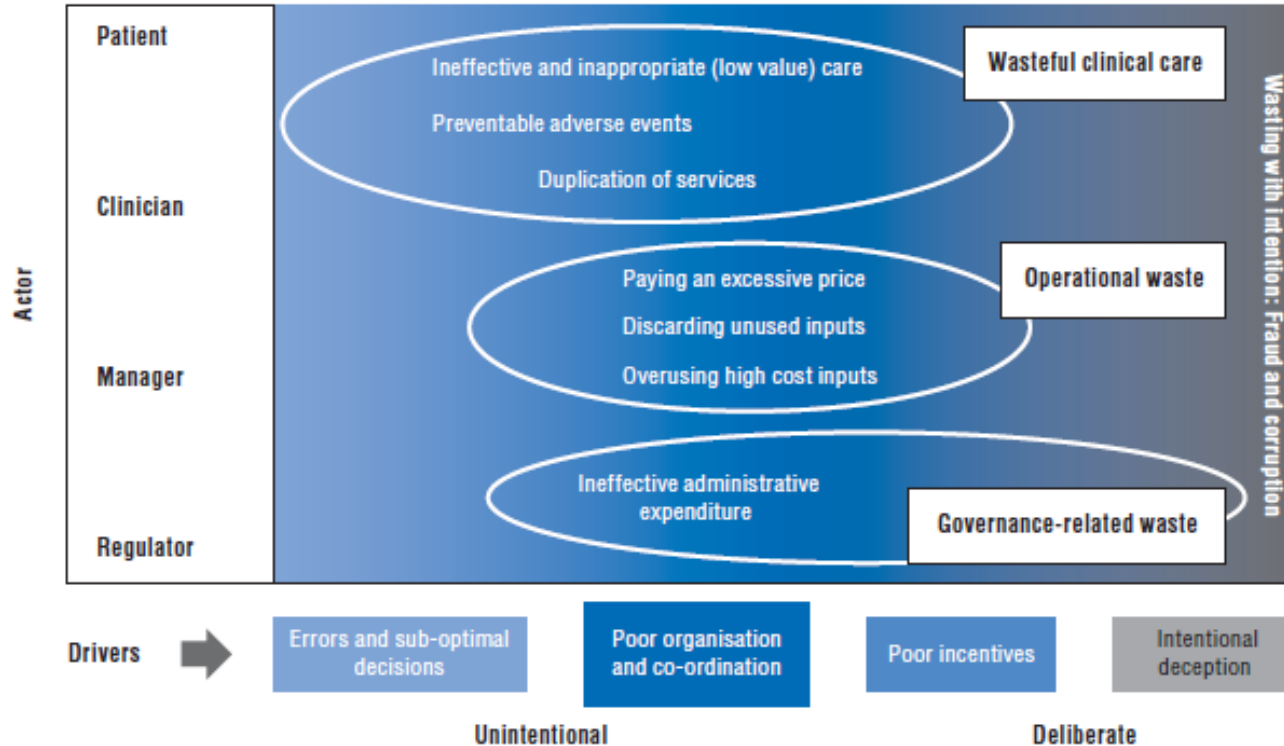 Patient
Ineffective and inappropriate (low value) care
Wasteful clinical care
Preventable adverse events
Duplication of services
Clinician
Paying an excessive price
Operational waste
Discarding unused inputs
Manager
Overusing high cost inputs
Ineffective administrative
expenditure
Governance-related waste
Regulator
Actor
Wasting with intention: Fraud and corruption
Drivers
Errors and sub-optimal
decisions
Poor organisation
and co-ordination
Poor incentives
Intentional
deception
Unintentional
Deliberate